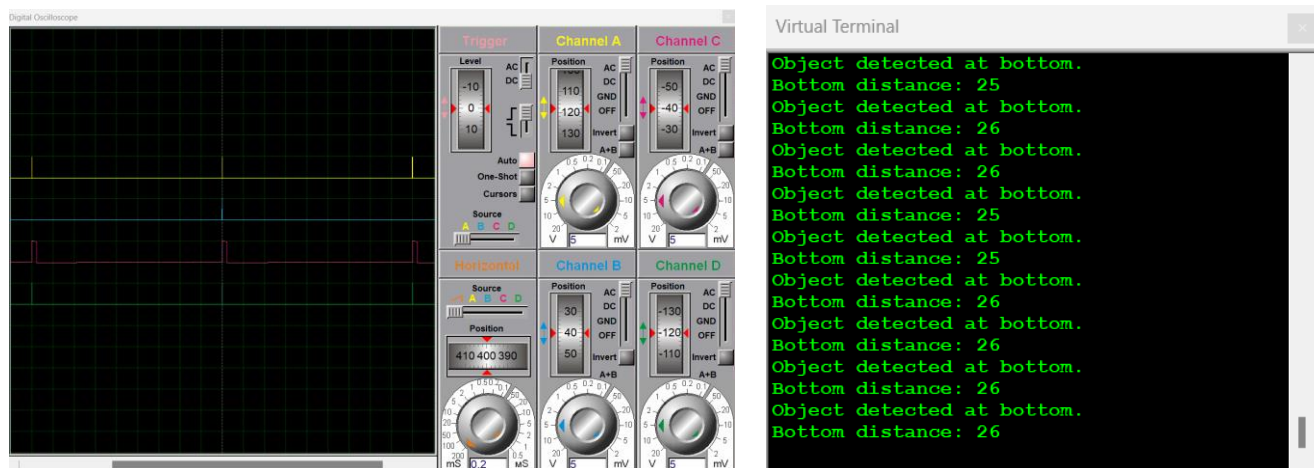 Digital Oscilloscope
Trigger
Level
AC
DC
-10
0
10
Auto
One-Shot
Cursors
Source
A B C D
Channel A
Position
AC
DC
GND
OFF
110
120
130
Invert
A+B
V 5 mV
Channel C
Position
AC
DC
GND
OFF
-50
-40
-30
Invert
A+B
V 5 mV
Horizontal
Source
A B C D
Position
410 400 390
mS 0.2 µS
Channel B
Position
AC
DC
GND
OFF
30
40
50
Invert
A+B
V 5 mV
Channel D
Position
AC
DC
GND
OFF
-130
-120
-110
Invert
A+B
V 5 mV
Virtual Terminal
Object detected at bottom.
Bottom distance: 25
Object detected at bottom.
Bottom distance: 26
Object detected at bottom.
Bottom distance: 26
Object detected at bottom.
Bottom distance: 25
Object detected at bottom.
Bottom distance: 25
Object detected at bottom.
Bottom distance: 26
Object detected at bottom.
Bottom distance: 26
Object detected at bottom.
Bottom distance: 26
Object detected at bottom.
Bottom distance: 26